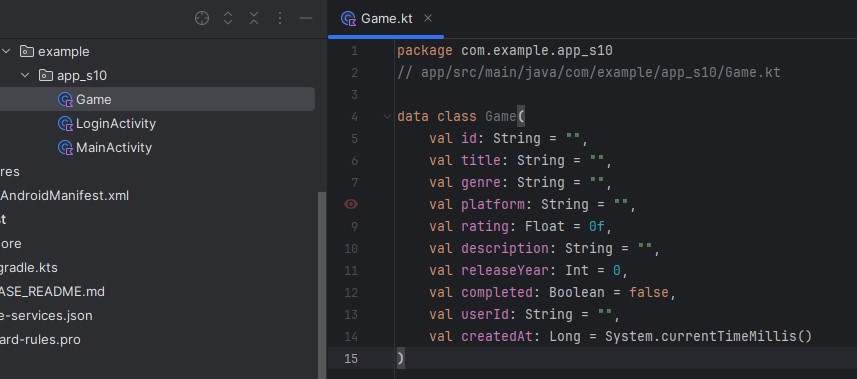 Game.kt
example
app_s10
Game
LoginActivity
MainActivity
res
AndroidManifest.xml
st
ore
gradle.kts
ASE_README.md
e-services.json
ard-rules.pro
1 package com.example.app_s10
2 // app/src/main/java/com/example/app_s10/Game.kt
3
4 data class Game(
5 val id: String = "",
6 val title: String = "",
7 val genre: String = "",
val platform: String = "",
9 val rating: Float = 0f,
10 val description: String = "",
11 val releaseYear: Int = 0,
12 val completed: Boolean = false,
13 val userId: String = "",
14 val createdAt: Long = System.currentTimeMillis()
15 )